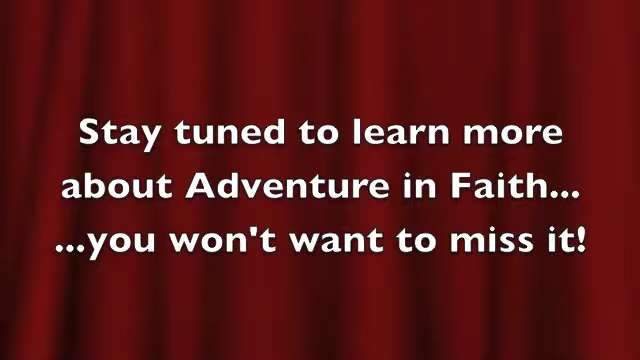 Stay tuned to learn more
about Adventure in Faith...
...you won't want to miss it!